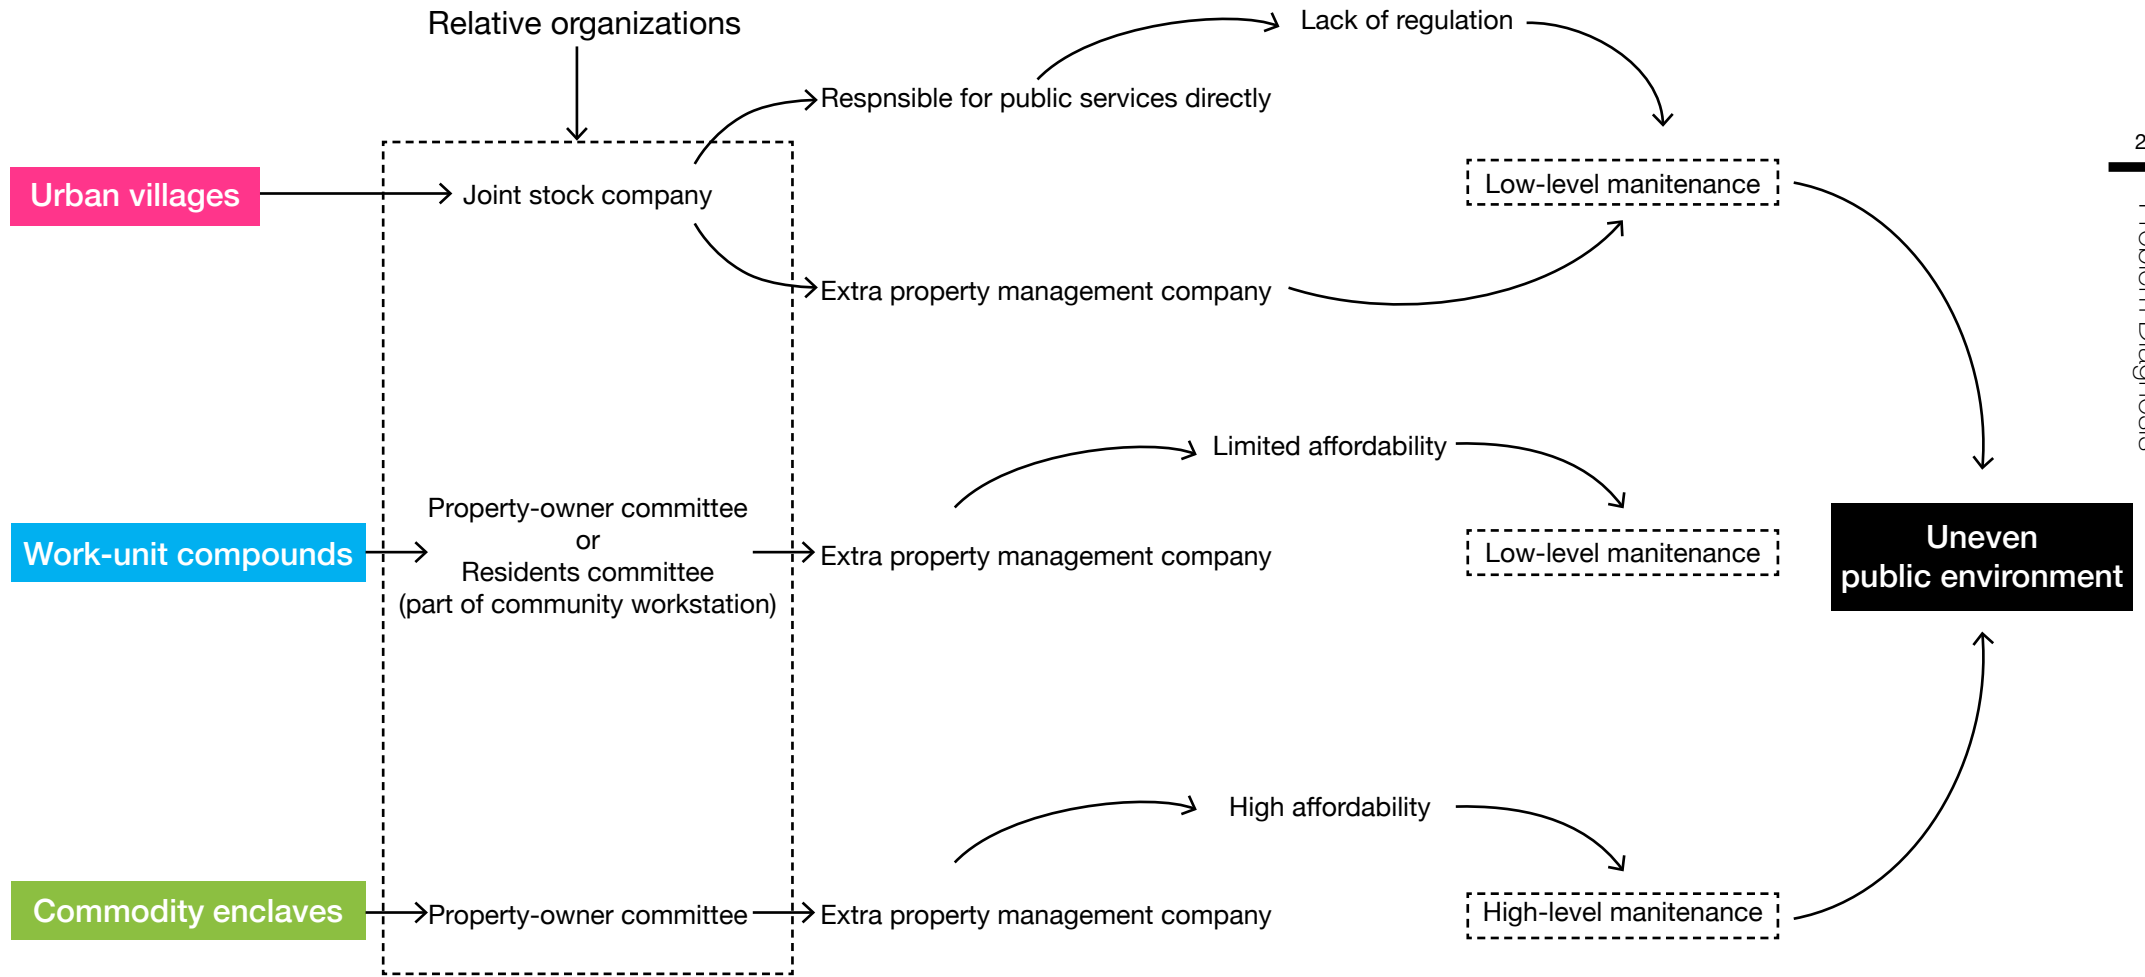 Relative organizations
Lack of regulation
Respnsible for public services directly
Urban villages
Joint stock company
Low-level manitenance
Extra property management company
Limited affordability
Property-owner committee
or
Residents committee
(part of community workstation)
Work-unit compounds
Extra property management company
Low-level manitenance
Uneven
public environment
High affordability
Commodity enclaves
Property-owner committee
Extra property management company
High-level manitenance
2